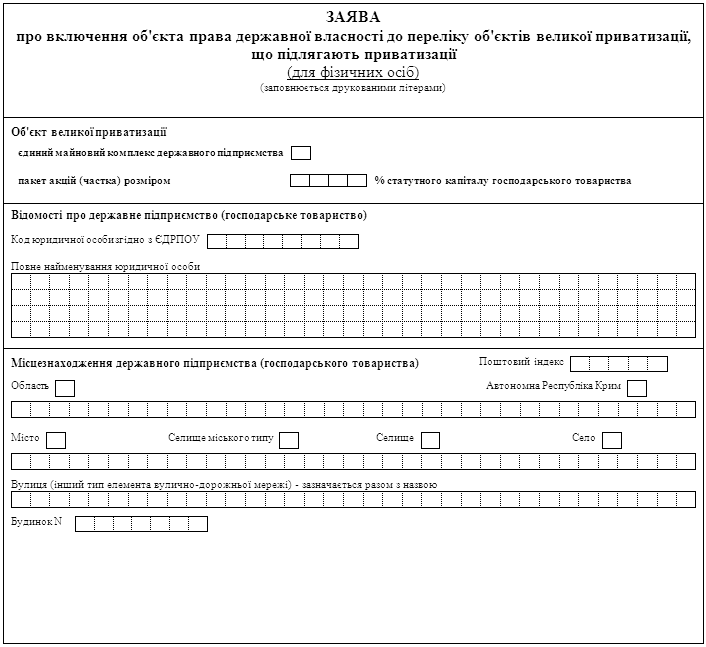 ЗАЯВА
про включення об'єкта права державної власності до переліку об'єктів великої приватизації,
що підлягають приватизації
(для фізичних осіб)
(заповнюється друкованими літерами)
Об'єкт великої приватизації
єдиний майновий комплекс державного підприємства
пакет акцій (частка) розміром % статутного капіталу господарського товариства
Відомості про державне підприємство (господарське товариство)
Код юридичної особи згідно з ЄДРПОУ
Повне найменування юридичної особи
Місцезнаходження державного підприємства (господарського товариства) Поштовий індекс
Область Автономна Республіка Крим
Місто Селище міського типу Селище Село
Вулиця (інший тип елемента вулично-дорожньої мережі) - зазначається разом з назвою
Будинок N